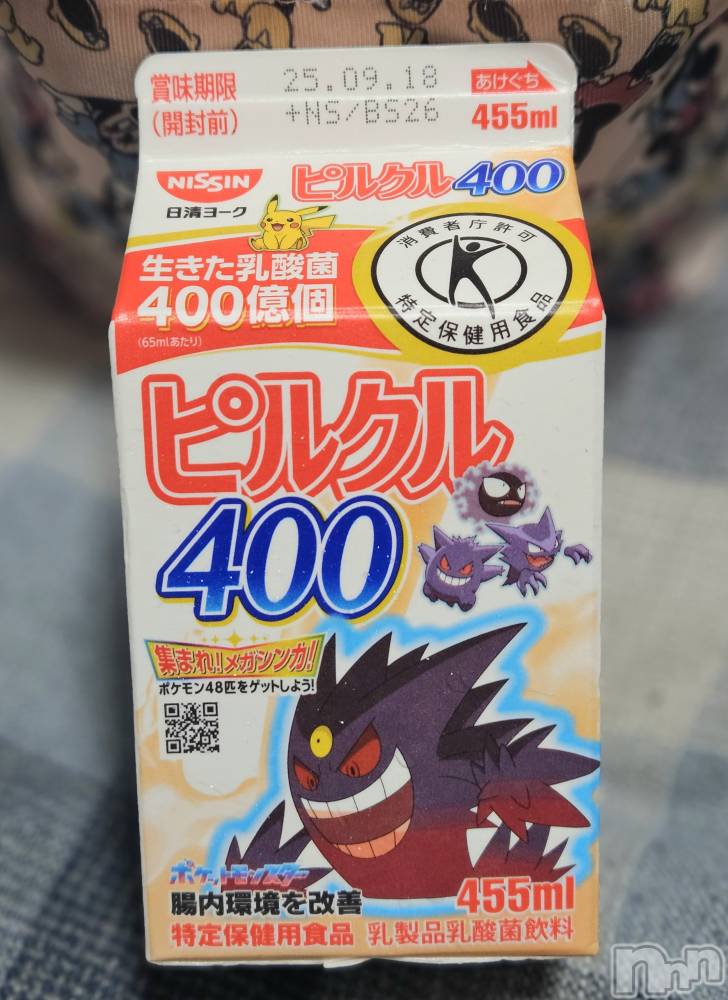 賞味期限
(開封前)
25.09.18
+NS/BS26
あけぐち
455ml
NISSIN
日清ヨーク
ピルクル400
生きた乳酸菌
400億個
(65mlあたり)
消費者庁許可
特定保健用食品
ピルクル
400
集まれ!メガシンカ!
ポケモン48匹をゲットしよう!
ポケットモンスター
腸内環境を改善
455ml
特定保健用食品 乳製品乳酸菌飲料